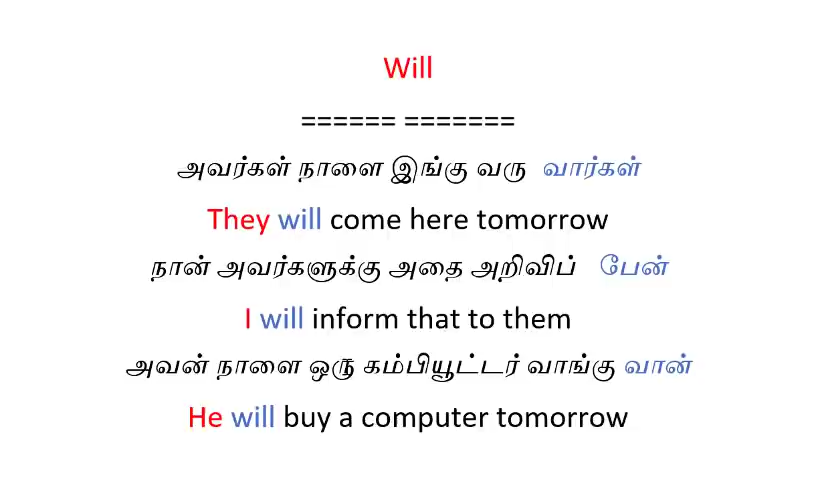 Will
====== =======
அவர்கள் நாளை இங்கு வரு வார்கள்
They will come here tomorrow
நான் அவர்களுக்கு அதை அறிவிப் பேன்
I will inform that to them
அவன் நாளை ஒரு கம்பியூட்டர் வாங்கு வான்
He will buy a computer tomorrow